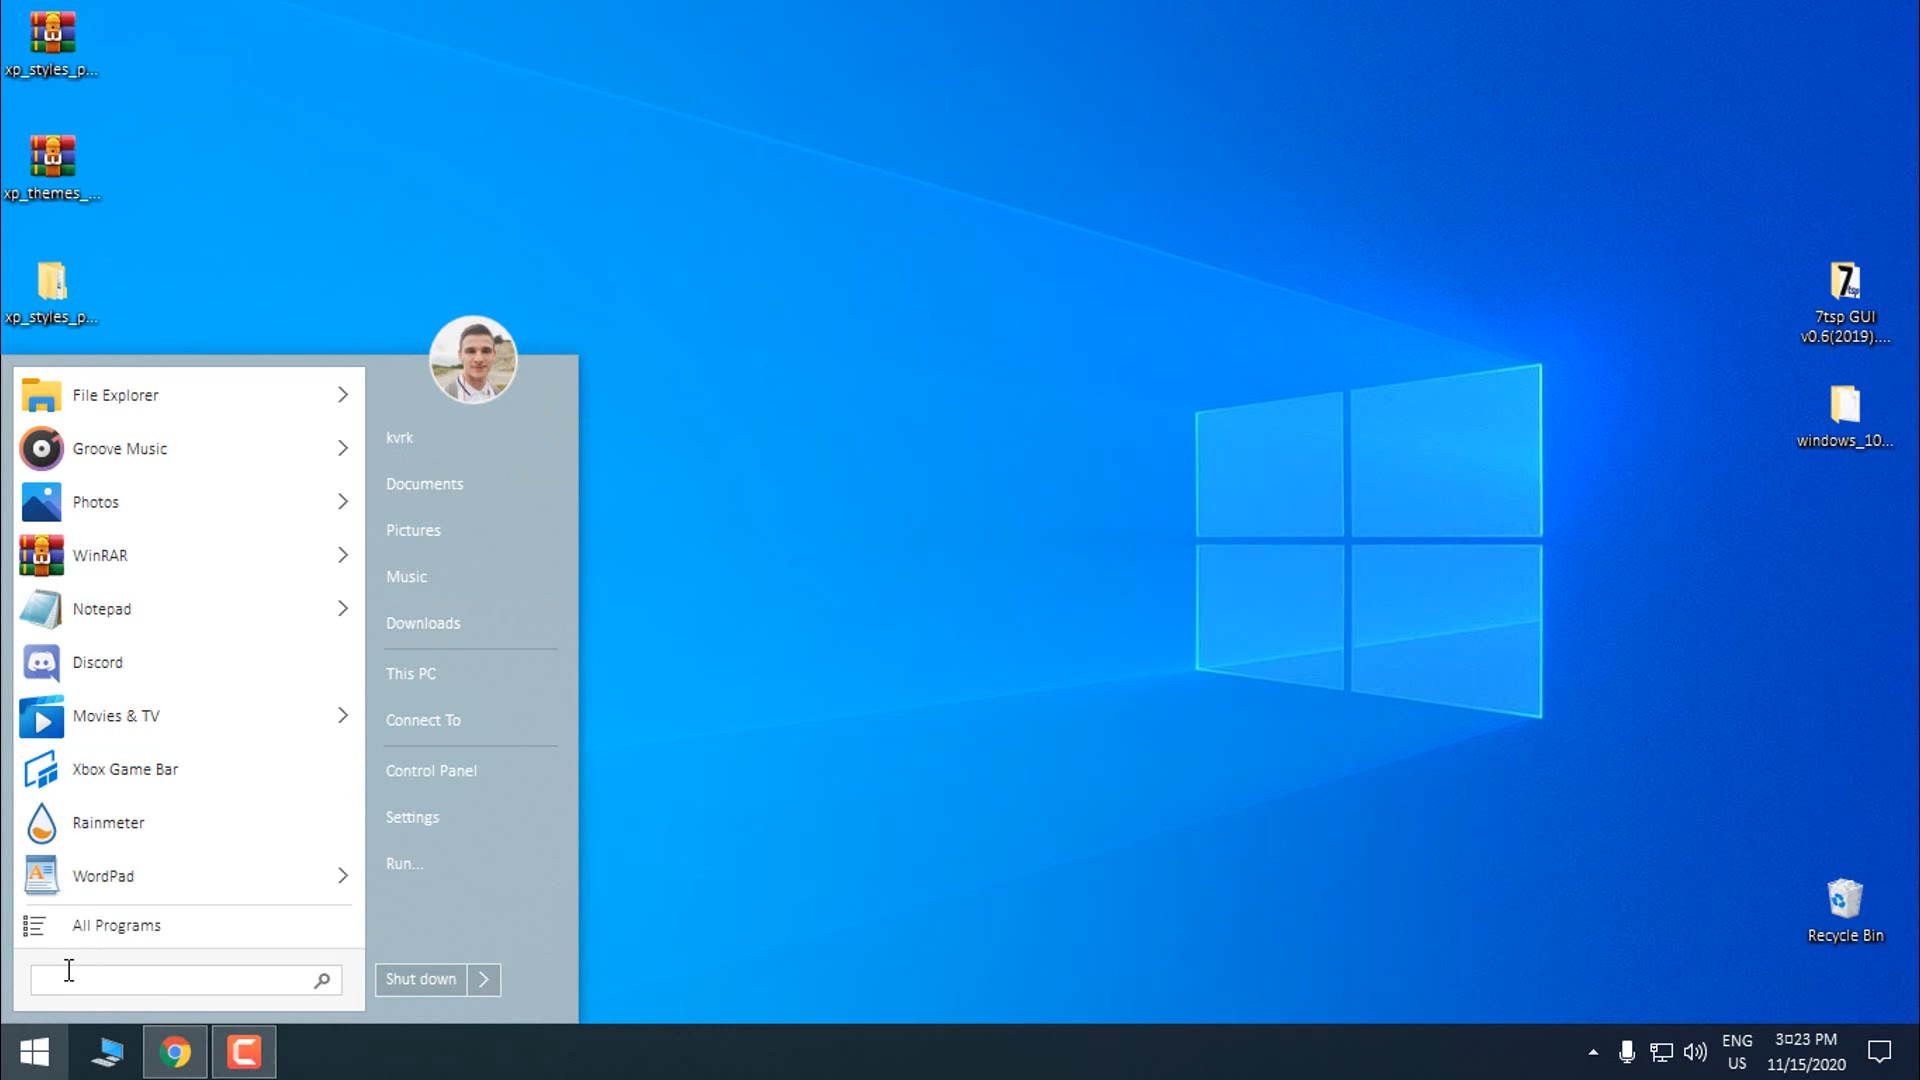 xp_styles_p...
xp_themes_...
xp_styles_p...
File Explorer
Groove Music
Photos
WinRAR
Notepad
Discord
Movies & TV
Xbox Game Bar
Rainmeter
WordPad
All Programs
kvrk
Documents
Pictures
Music
Downloads
This PC
Connect To
Control Panel
Settings
Run...
Shut down
7
tsp
7tsp GUI
v0.6(2019)....
windows_10...
Recycle Bin
ENG
US
3□23 PM
11/15/2020